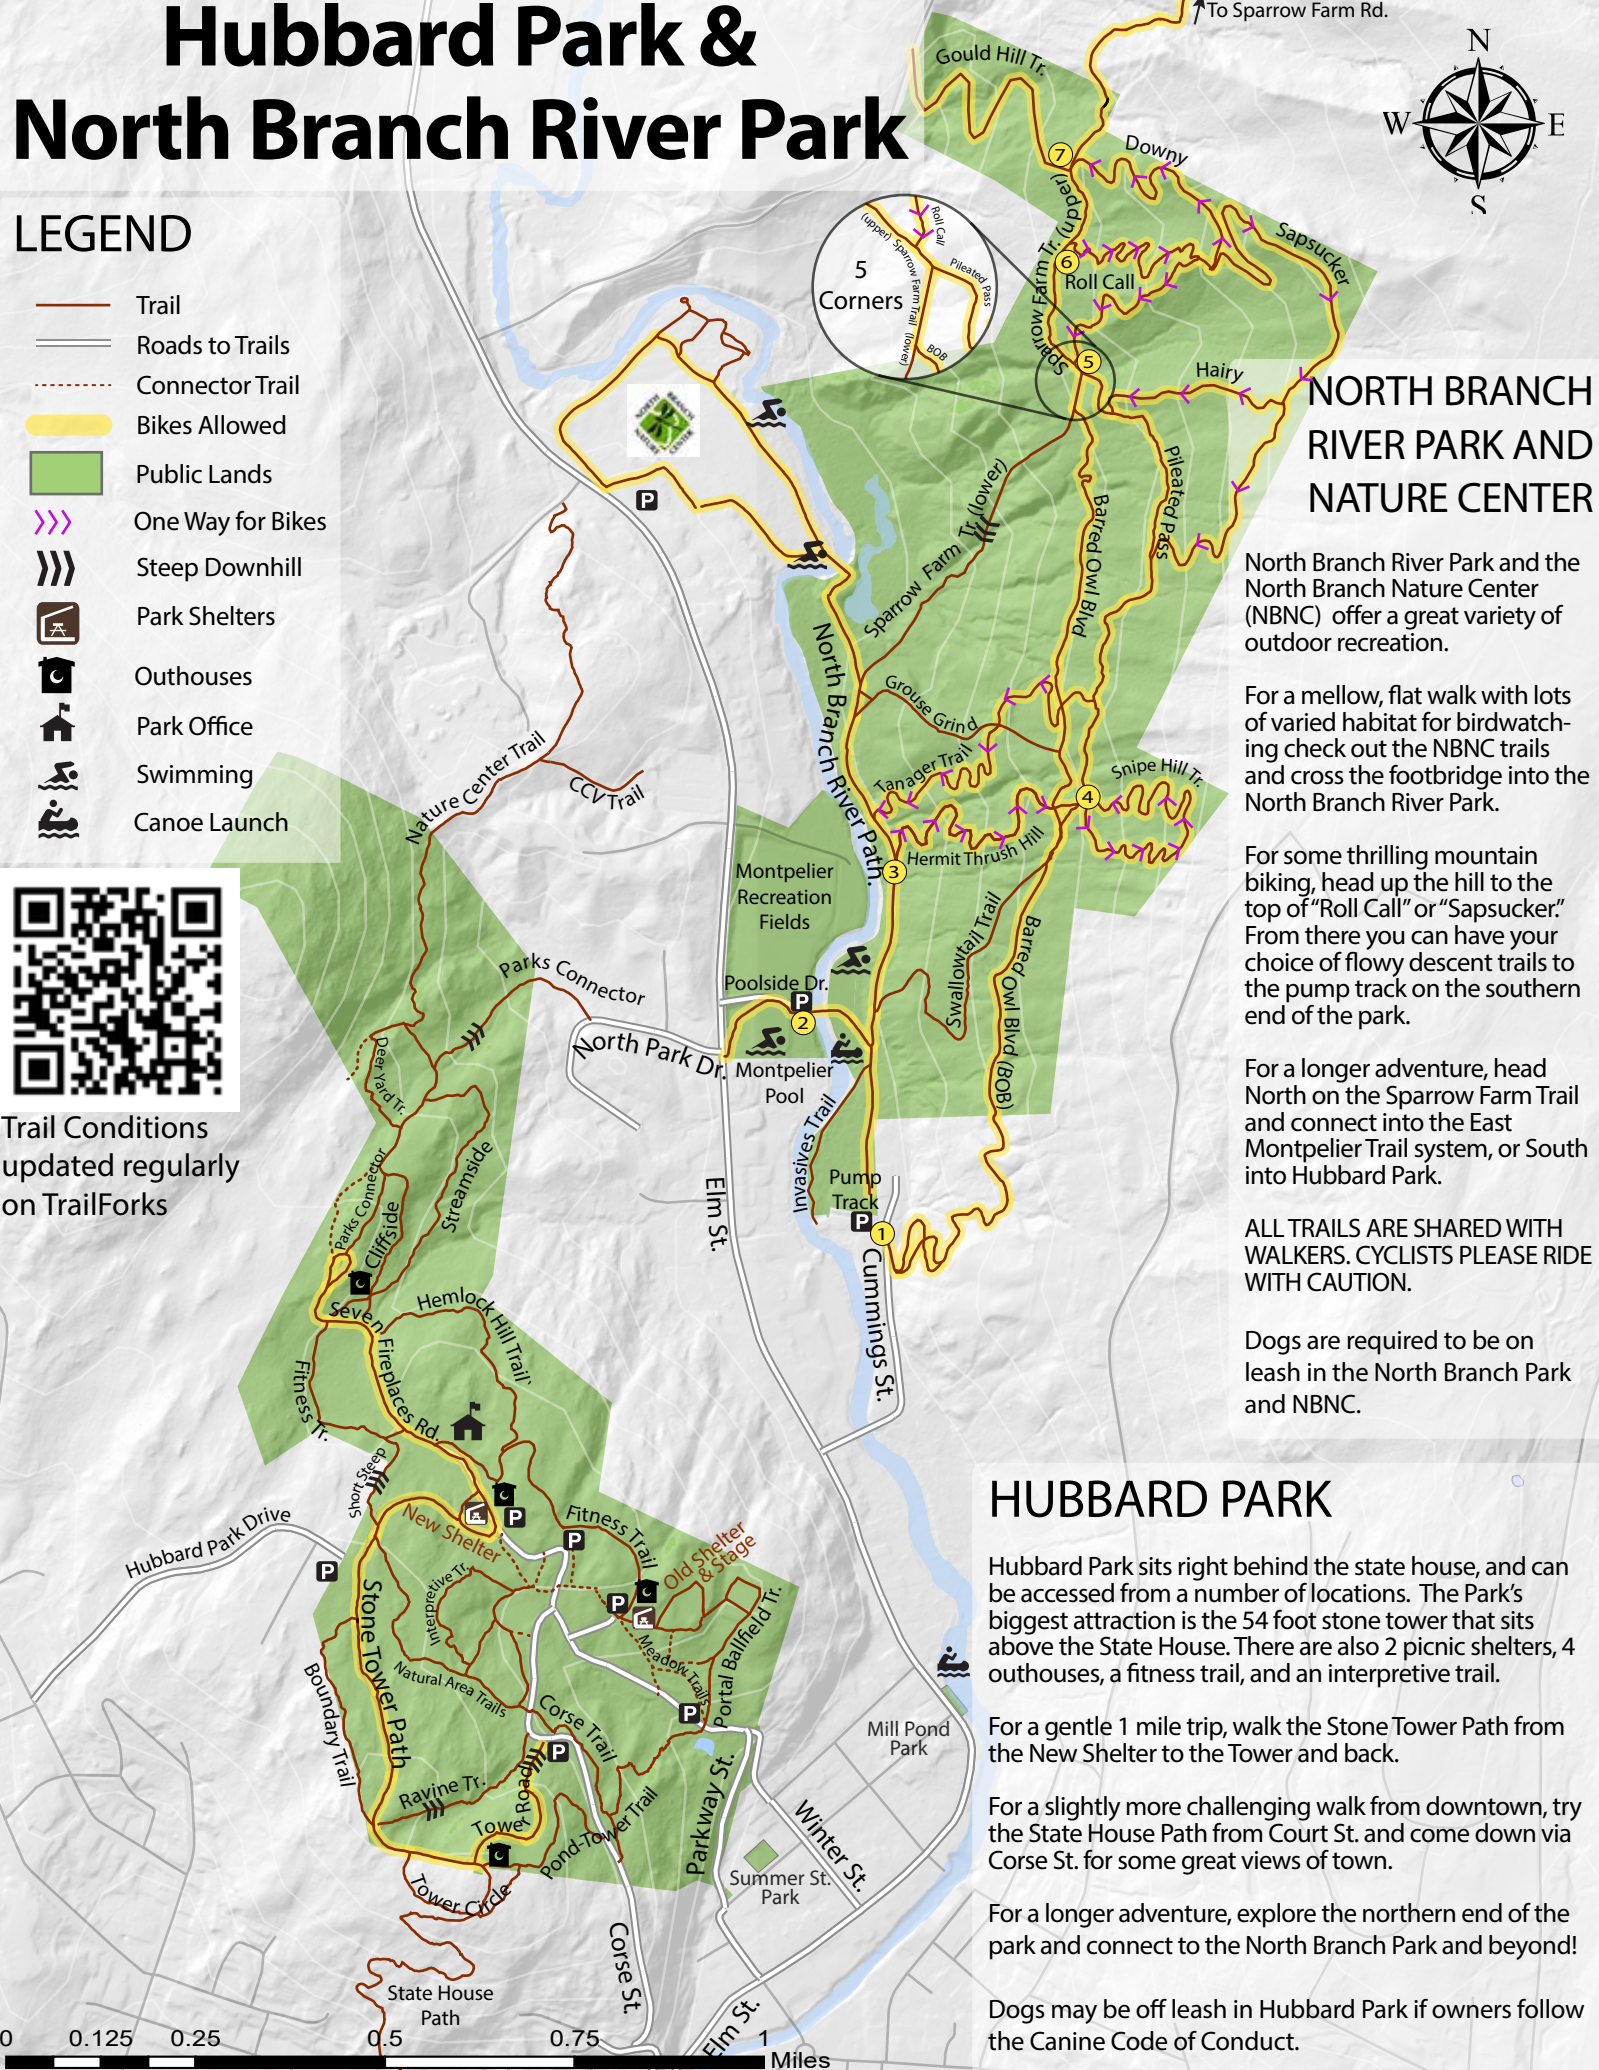 Hubbard Park &
North Branch River Park
To Sparrow Farm Rd.
N
W
E
S
LEGEND
Trail
Roads to Trails
Connector Trail
Bikes Allowed
Public Lands
One Way for Bikes
Steep Downhill
Park Shelters
Outhouses
Park Office
Swimming
Canoe Launch
Trail Conditions
updated regularly
on TrailForks
Gould Hill Tr.
7
Downy
Sapsucker
Sparrow Farm Tr. (upper)
6
Roll Call
5
Corners
(upper) Sparrow Farm Trail (lower)
Roll Call
Pileated Pass
BOB
5
Hairy
Pileated Pass
Barred Owl Blvd
Sparrow Farm Tr. (lower)
NORTH BRANCH NATURE CENTER
P
North Branch River Path.
Grouse Grind
Tanager Trail
Snipe Hill Tr.
4
Hermit Thrush Hill
3
Swallowtail Trail
Barred Owl Blvd (BOB)
Nature Center Trail
CCV Trail
Montpelier
Recreation
Fields
Poolside Dr.
P
2
Montpelier
Pool
Parks Connector
North Park Dr.
Deer Yard Tr.
Invasives Trail
Pump
Track
P
1
Elm St.
Cummings St.
Parks Connector
Cliffside
Streamside
Seven Fireplaces Rd.
Hemlock Hill Trail`
Fitness Tr.
Short Steep
New Shelter
P
P
Fitness Trail
Old Shelter
& Stage
Hubbard Park Drive
P
Interpretive Tr.
P
Meadow Trails
Portal Ballfield Tr.
P
Stone Tower Path
Boundary Trail
Natural Area Trails
Corse Trail
P
Ravine Tr.
Tower Road
Pond-Tower Trail
Tower Circle
Parkway St.
Winter St.
Mill Pond
Park
Summer St.
Park
Corse St.
Elm St.
State House
Path
0 0.125 0.25 0.5 0.75 1
Miles
NORTH BRANCH
RIVER PARK AND
NATURE CENTER
North Branch River Park and the
North Branch Nature Center
(NBNC) offer a great variety of
outdoor recreation.
For a mellow, flat walk with lots
of varied habitat for birdwatch-
ing check out the NBNC trails
and cross the footbridge into the
North Branch River Park.
For some thrilling mountain
biking, head up the hill to the
top of “Roll Call” or “Sapsucker.”
From there you can have your
choice of flowy descent trails to
the pump track on the southern
end of the park.
For a longer adventure, head
North on the Sparrow Farm Trail
and connect into the East
Montpelier Trail system, or South
into Hubbard Park.
ALL TRAILS ARE SHARED WITH
WALKERS. CYCLISTS PLEASE RIDE
WITH CAUTION.
Dogs are required to be on
leash in the North Branch Park
and NBNC.
HUBBARD PARK
Hubbard Park sits right behind the state house, and can
be accessed from a number of locations. The Park’s
biggest attraction is the 54 foot stone tower that sits
above the State House. There are also 2 picnic shelters, 4
outhouses, a fitness trail, and an interpretive trail.
For a gentle 1 mile trip, walk the Stone Tower Path from
the New Shelter to the Tower and back.
For a slightly more challenging walk from downtown, try
the State House Path from Court St. and come down via
Corse St. for some great views of town.
For a longer adventure, explore the northern end of the
park and connect to the North Branch Park and beyond!
Dogs may be off leash in Hubbard Park if owners follow
the Canine Code of Conduct.